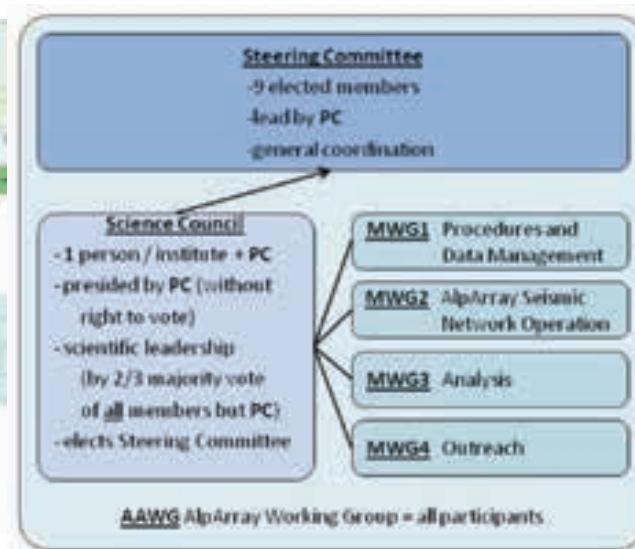 Steering Committee
-9 elected members
-lead by PC
-general coordination
Science Council
- 1 person / institute + PC
- presided by PC (without
right to vote)
- scientific leadership
(by 2/3 majority vote
of all members but PC)
- elects Steering Committee
MWG1 Procedures and
Data Management
MWG2 AlpArray Seismic
Network Operation
MWG3 Analysis
MWG4 Outreach
AAWG AlpArray Working Group = all participants